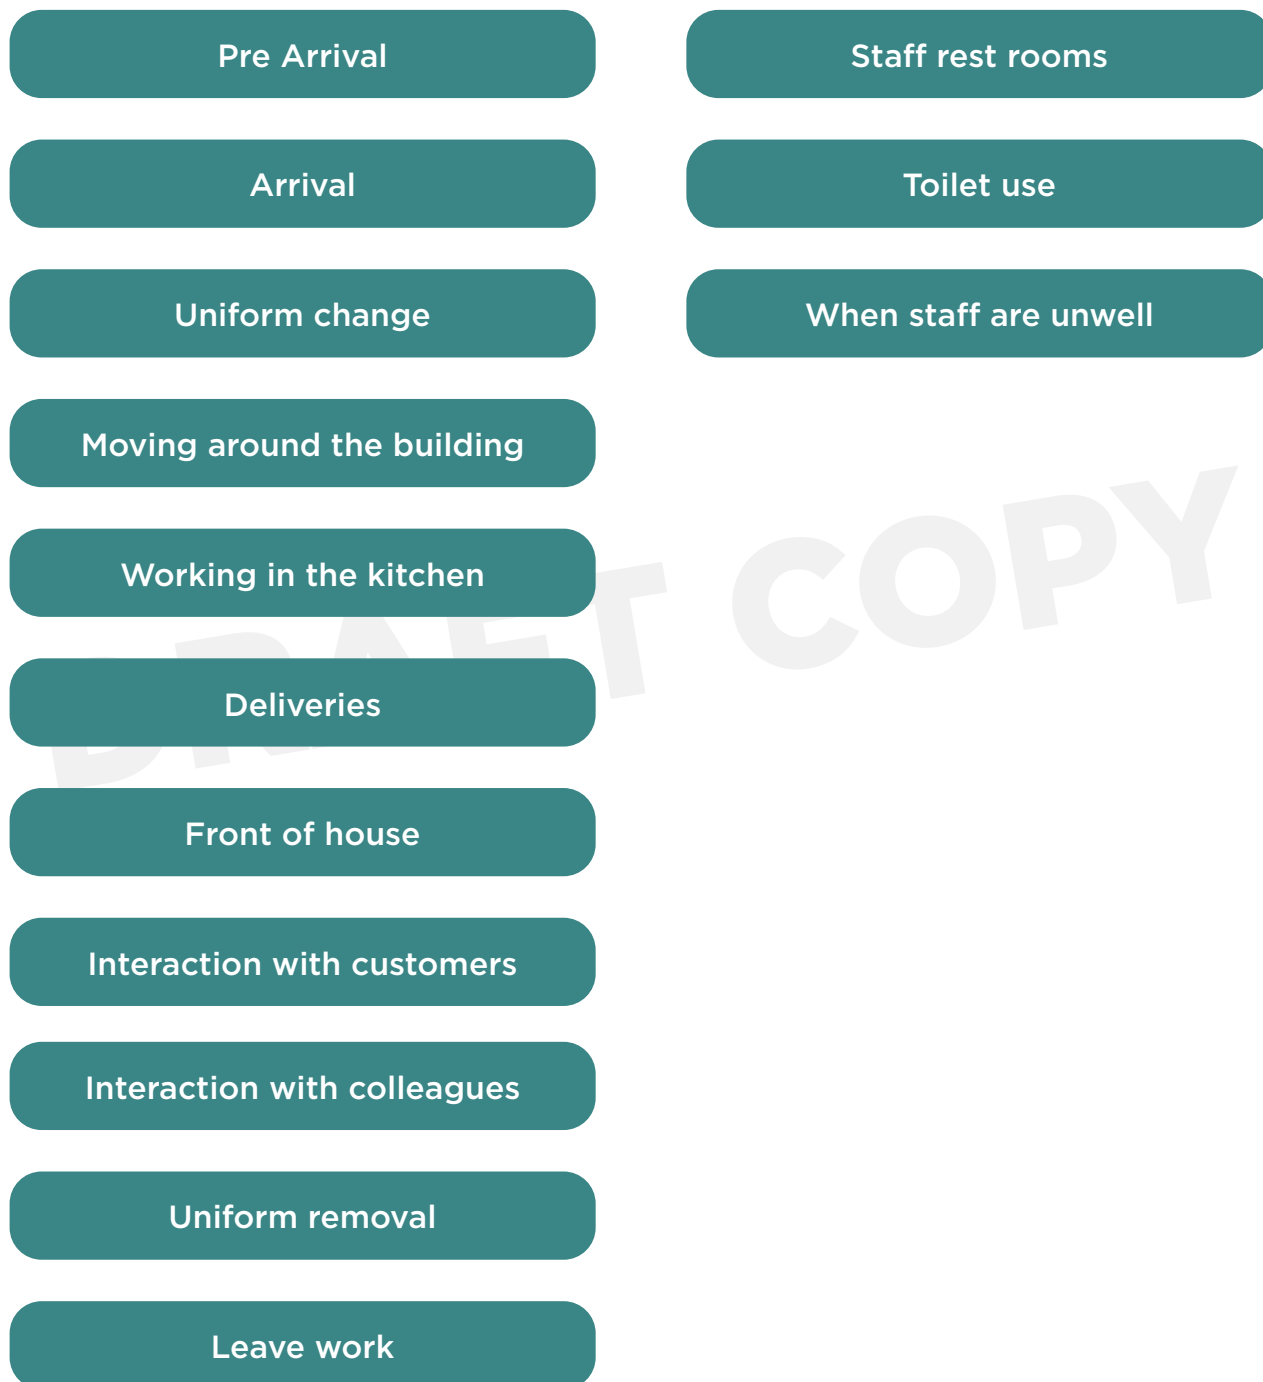 Pre Arrival
Arrival
Uniform change
Moving around the building
Working in the kitchen
Deliveries
Front of house
Interaction with customers
Interaction with colleagues
Uniform removal
Leave work
Staff rest rooms
Toilet use
When staff are unwell
DRAFT COPY